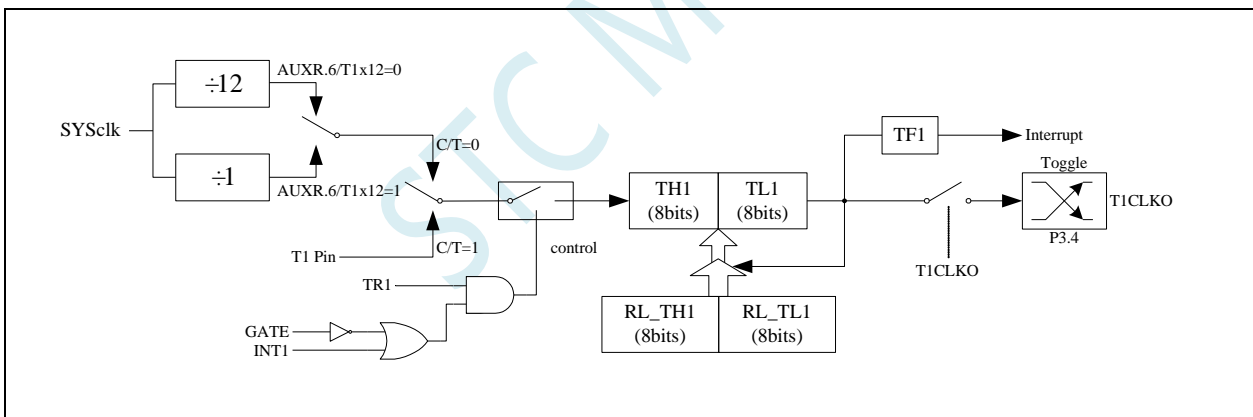 STC M
÷12
AUXR.6/T1x12=0
SYSclk
÷1
AUXR.6/T1x12=1
C/T=0
T1 Pin
C/T=1
control
TR1
GATE
INT1
TH1
(8bits)
TL1
(8bits)
RL_TH1
(8bits)
RL_TL1
(8bits)
TF1
Interrupt
Toggle
T1CLKO
P3.4
T1CLKO